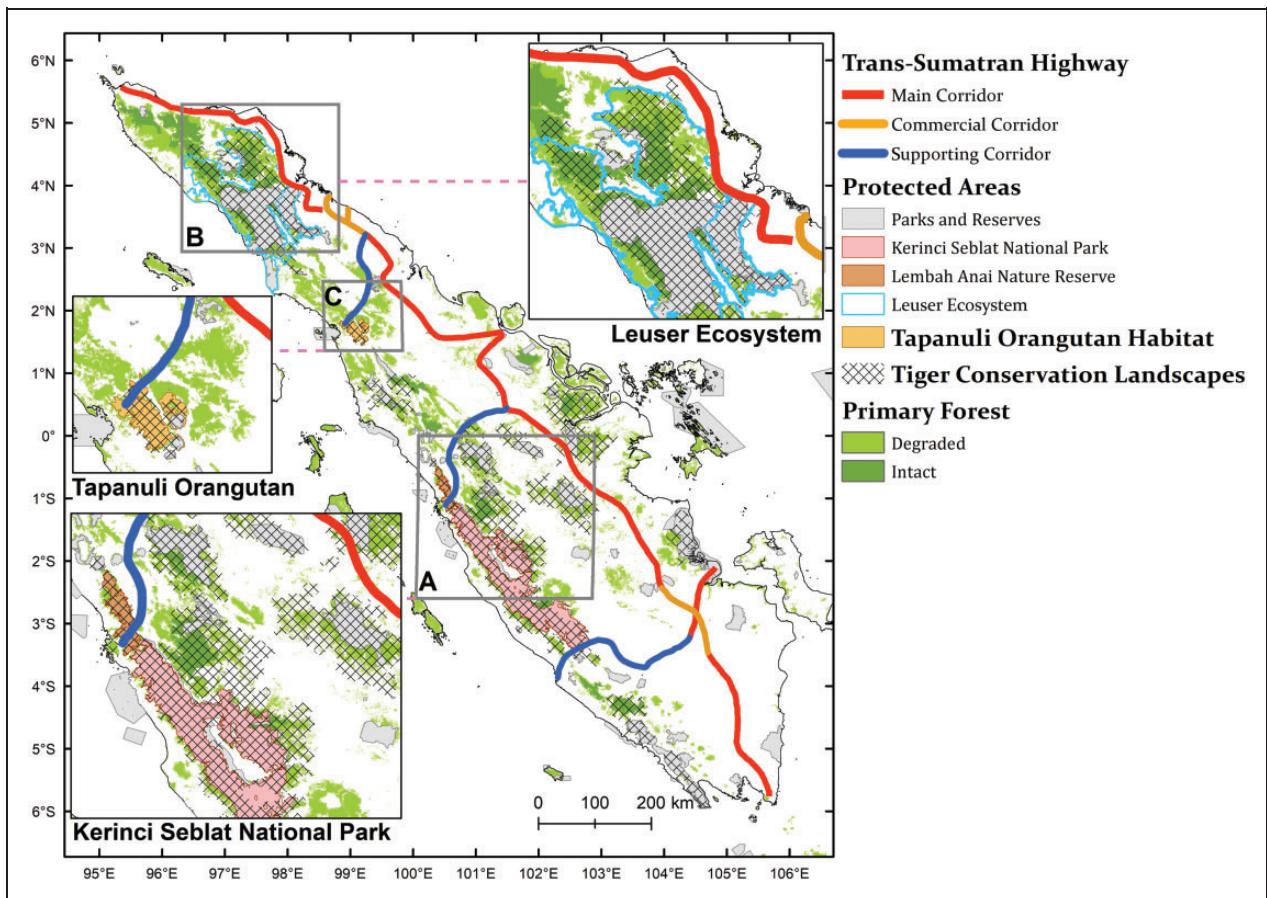 6°N
5°N
4°N
3°N
2°N
1°N
0°
1°S
2°S
3°S
4°S
5°S
6°S
95°E 96°E 97°E 98°E 99°E 100°E 101°E 102°E 103°E 104°E 105°E 106°E
B
C
A
Leuser Ecosystem
Tapanuli Orangutan
Kerinci Seblat National Park
0 100 200 km
Trans-Sumatran Highway
Main Corridor
Commercial Corridor
Supporting Corridor
Protected Areas
Parks and Reserves
Kerinci Seblat National Park
Lembah Anai Nature Reserve
Leuser Ecosystem
Tapanuli Orangutan Habitat
Tiger Conservation Landscapes
Primary Forest
Degraded
Intact